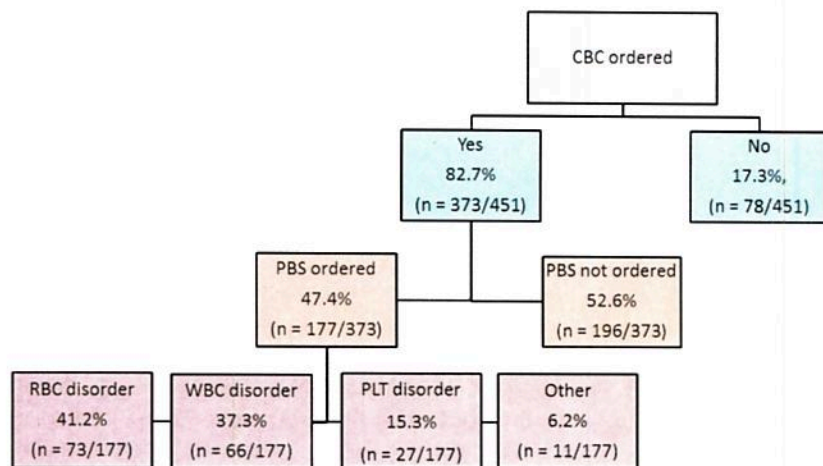 CBC ordered
Yes
82.7%
(n = 373/451)
No
17.3%,
(n = 78/451)
PBS ordered
47.4%
(n = 177/373)
PBS not ordered
52.6%
(n = 196/373)
RBC disorder
41.2%
(n = 73/177)
WBC disorder
37.3%
(n = 66/177)
PLT disorder
15.3%
(n = 27/177)
Other
6.2%
(n = 11/177)